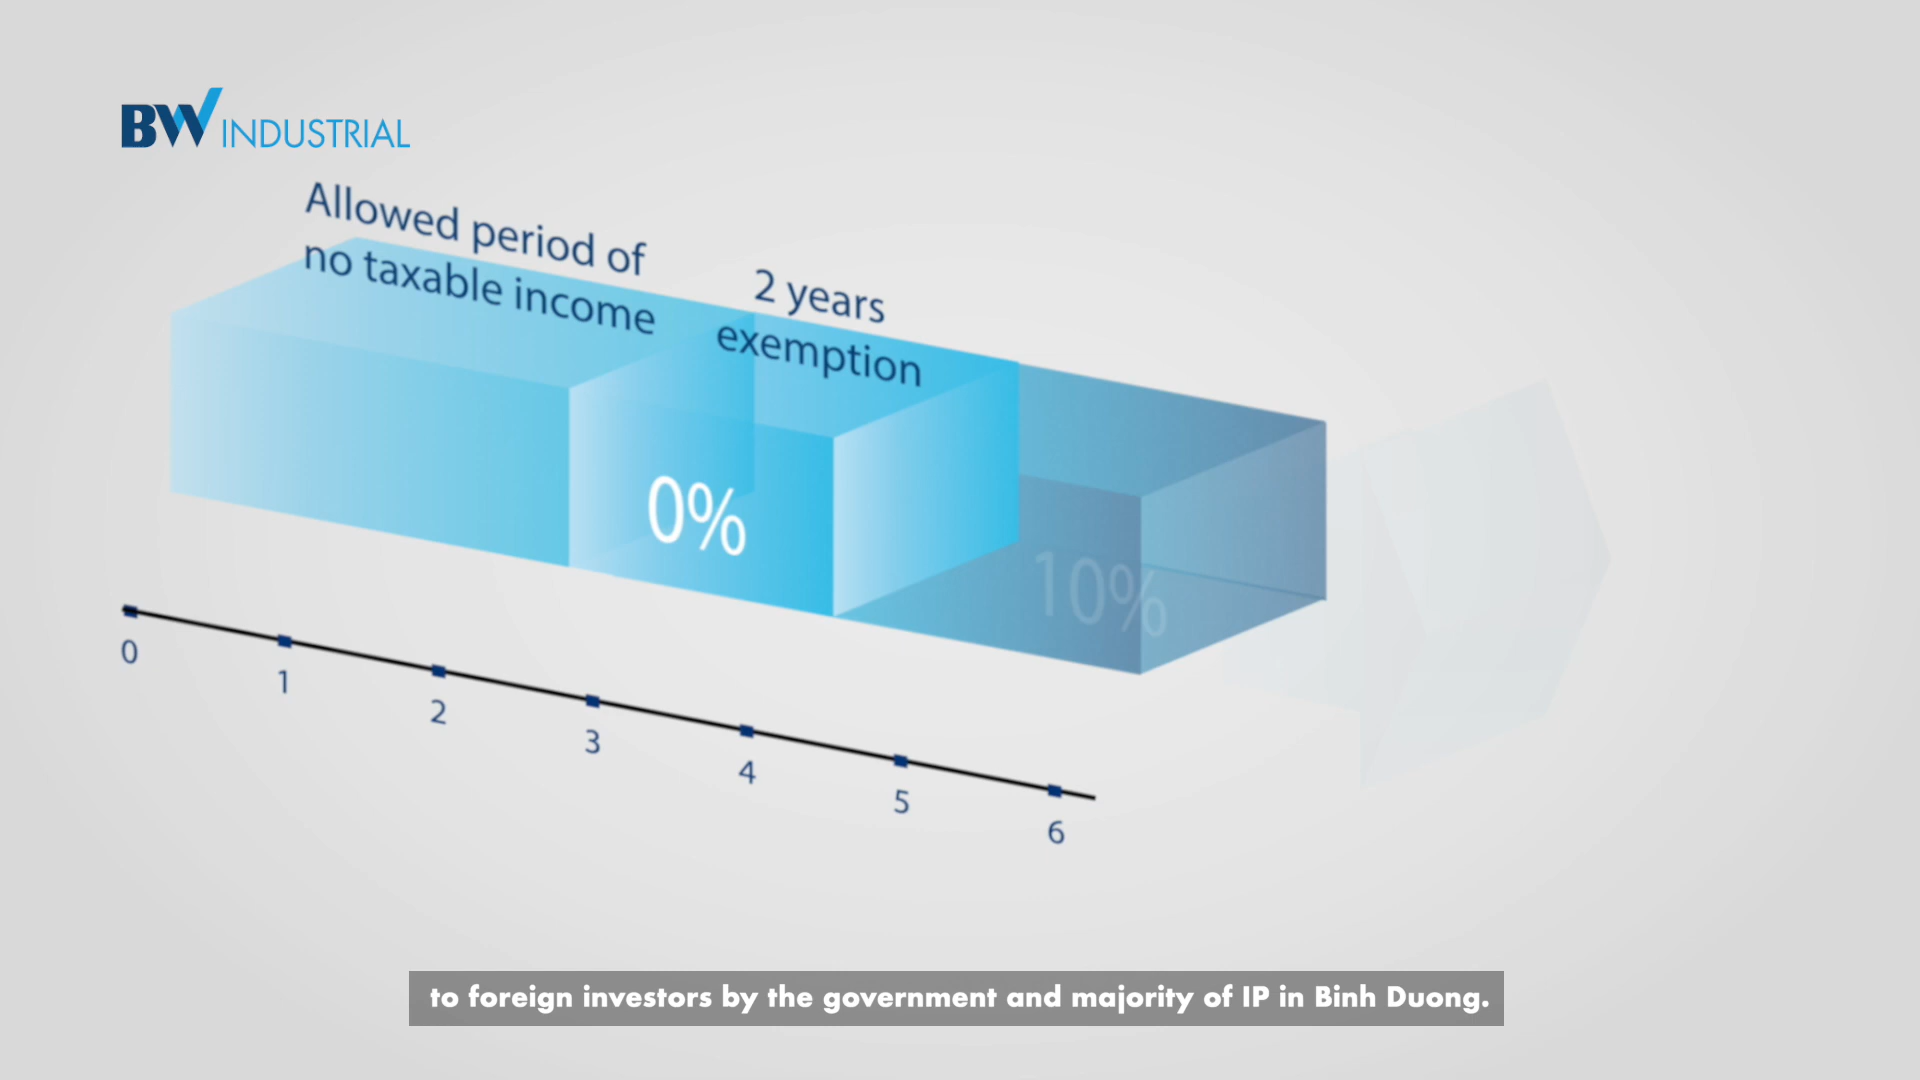 BW INDUSTRIAL
Allowed period of
no taxable income
2 years
exemption
0%
10%
0
1
2
3
4
5
6
to foreign investors by the government and majority of IP in Binh Duong.